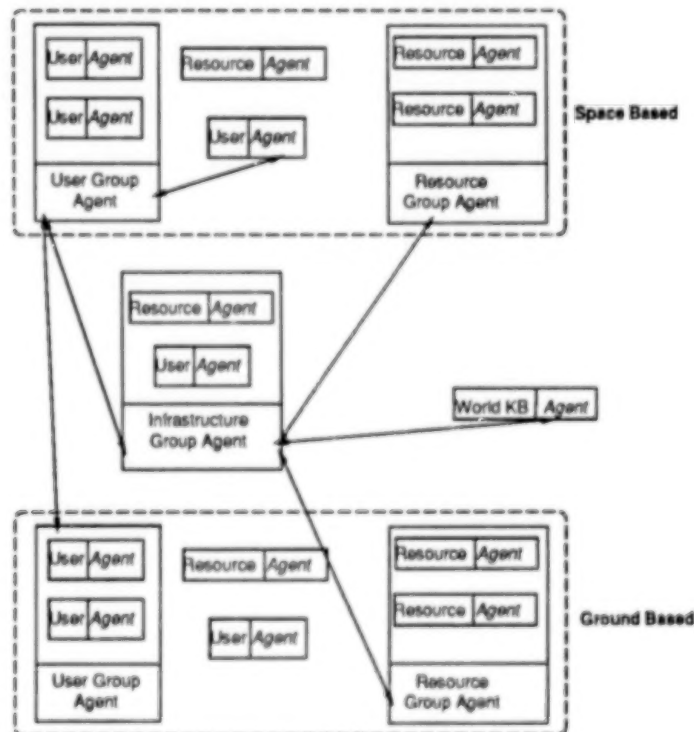 User Agent
Resource Agent
Resource Agent
User Agent
Resource Agent
User Agent
Space Based
User Group
Agent
Resource
Group Agent
Resource Agent
User Agent
Infrastructure
Group Agent
World KB Agent
User Agent
Resource Agent
Resource Agent
User Agent
Resource Agent
User Agent
Ground Based
User Group
Agent
Resource
Group Agent